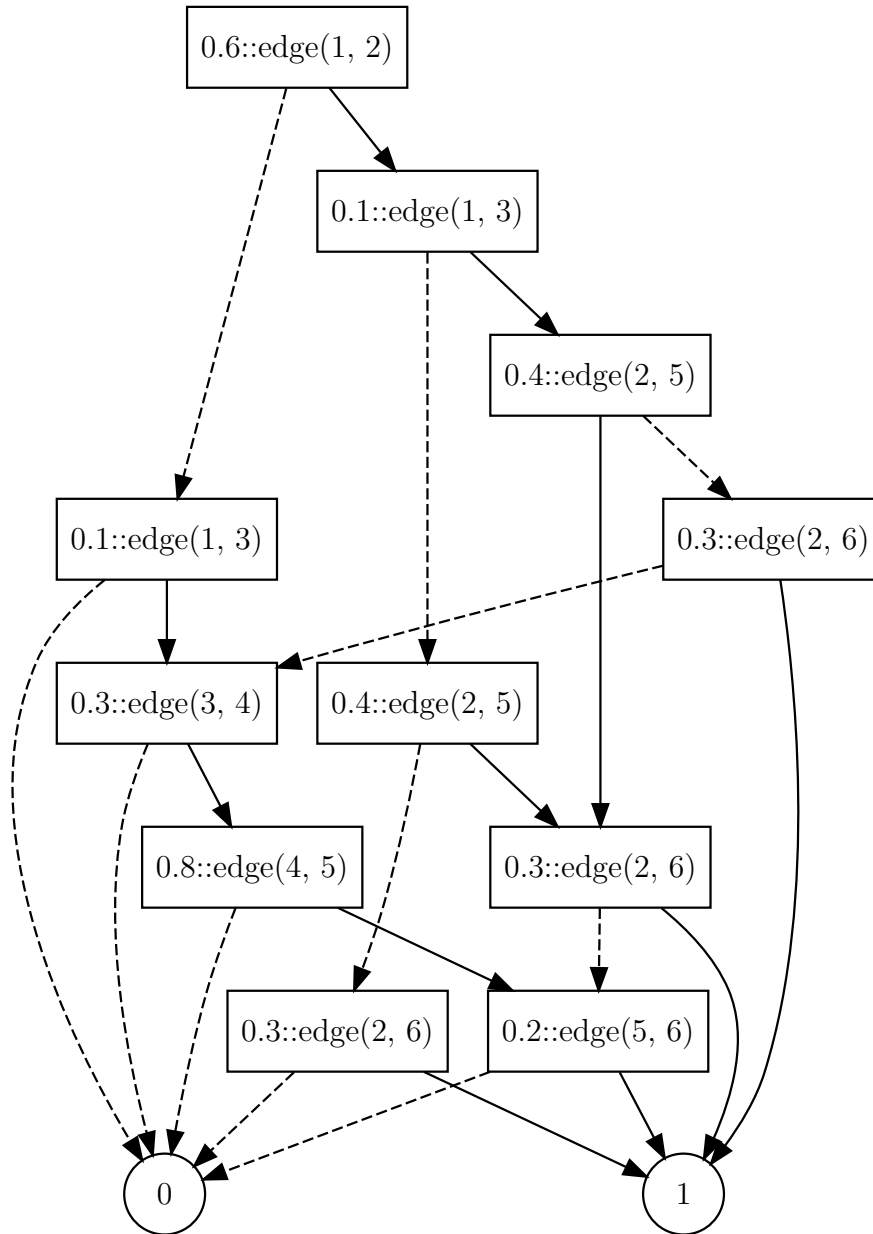 0.6::edge(1, 2)
0.1::edge(1, 3)
0.4::edge(2, 5)
0.1::edge(1, 3)
0.3::edge(2, 6)
0.3::edge(3, 4)
0.4::edge(2, 5)
0.8::edge(4, 5)
0.3::edge(2, 6)
0.3::edge(2, 6)
0.2::edge(5, 6)
0
1